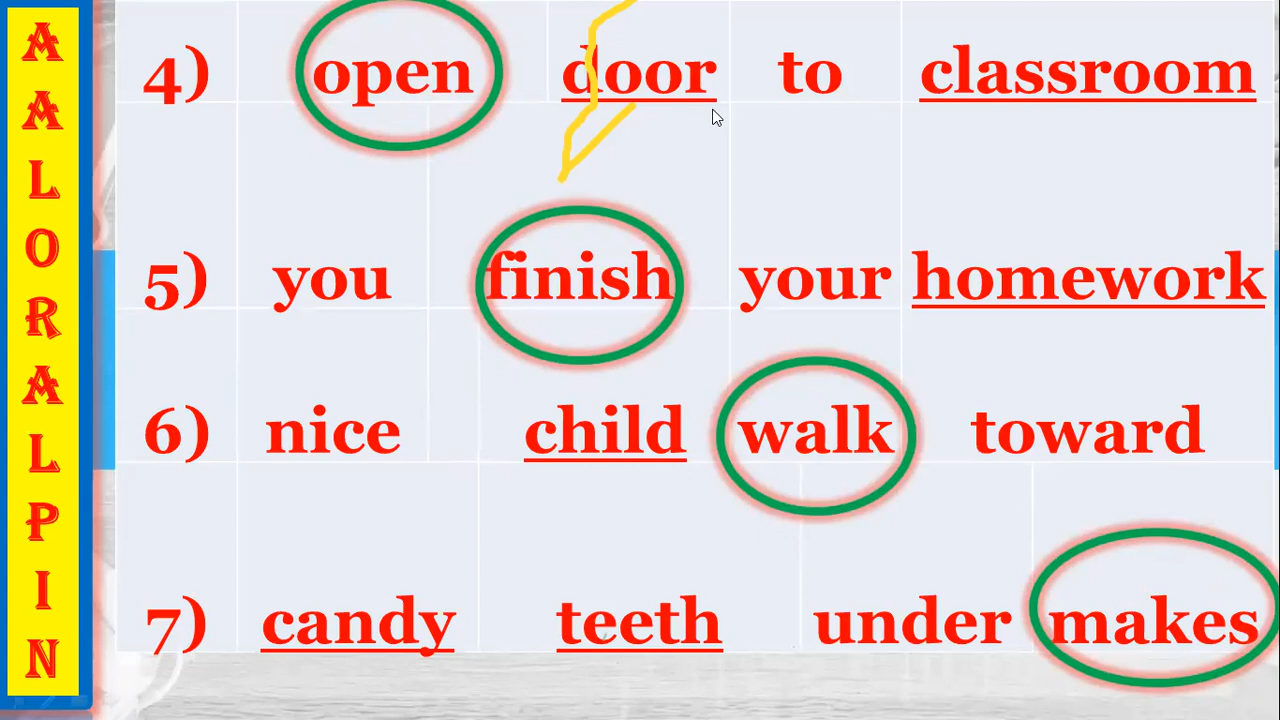 AALORALPIN
4) open door to classroom
5) you finish your homework
6) nice child walk toward
7) candy teeth under makes